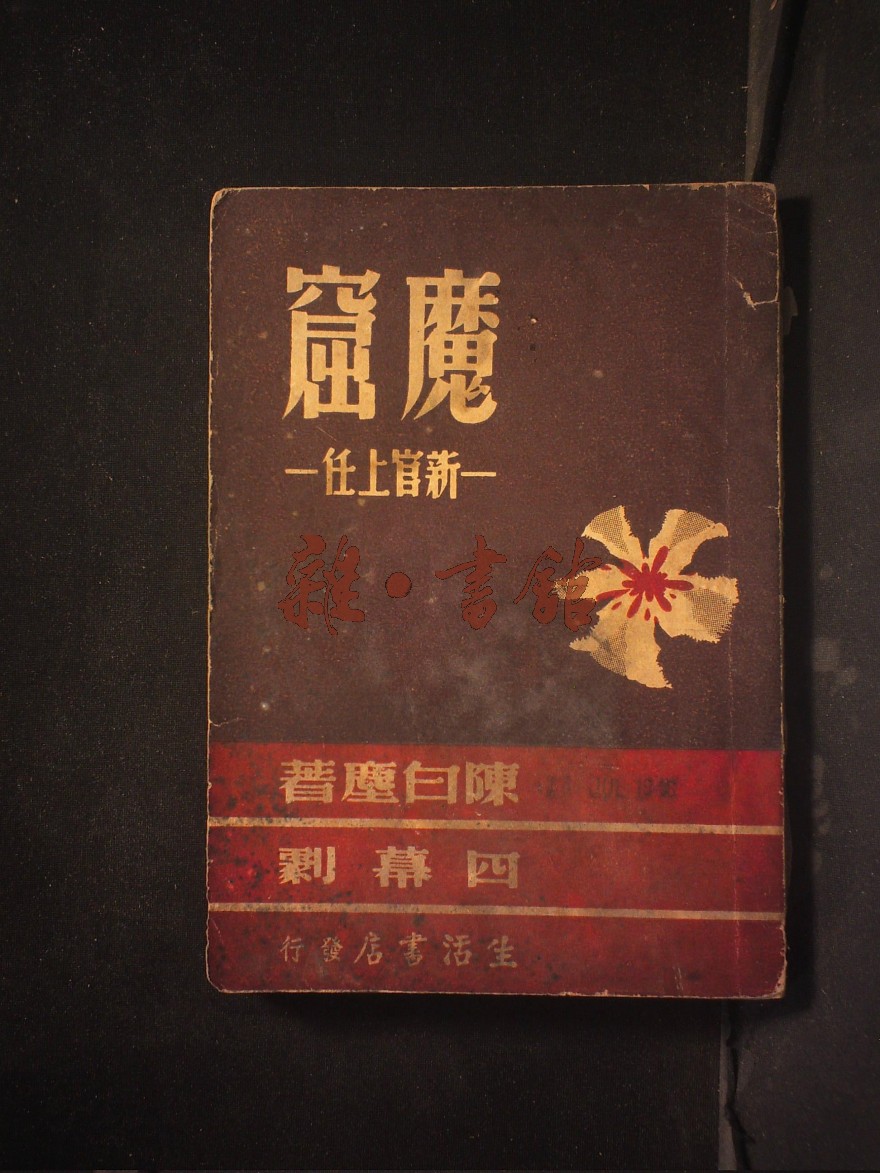 魔窟
—新官上任—
雜·書館
陳白塵著
四幕劇
生活書店發行